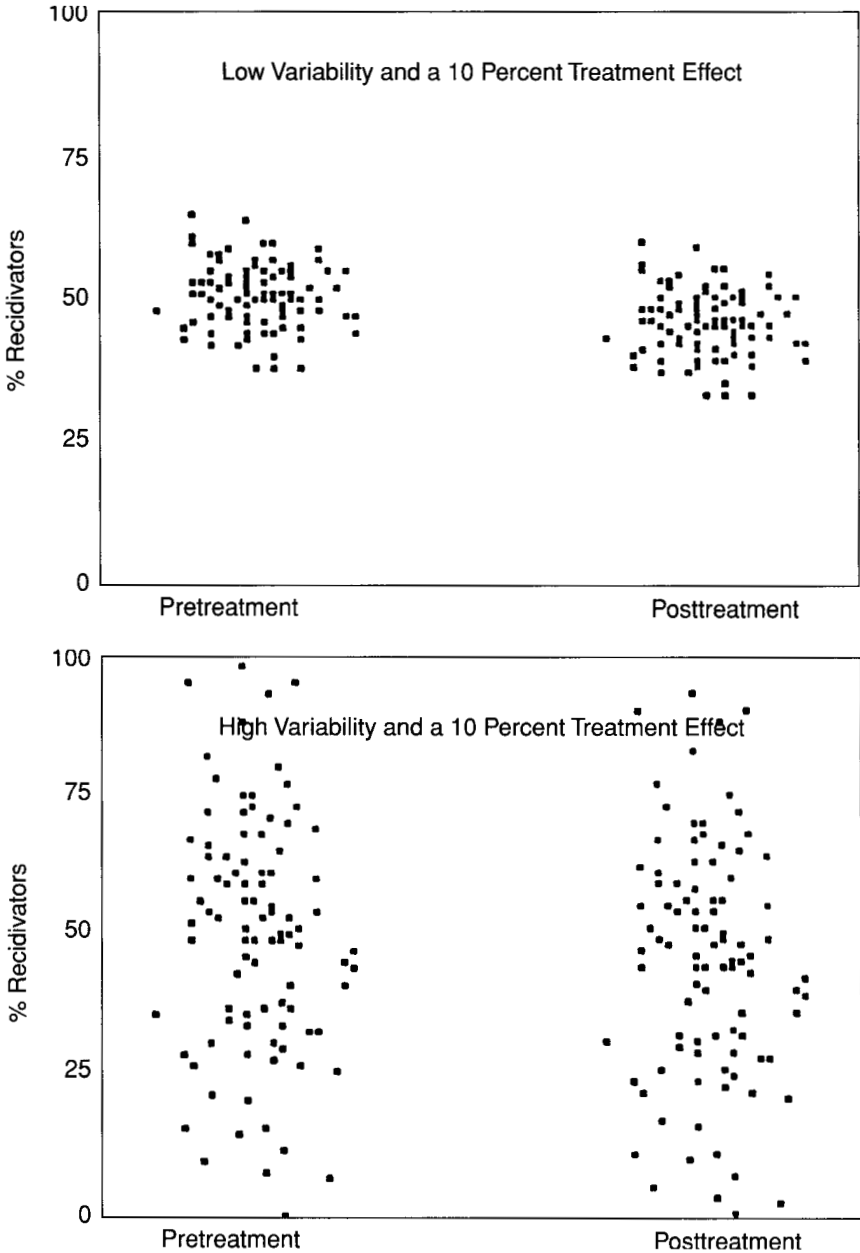 100
Low Variability and a 10 Percent Treatment Effect
75
50
25
0
% Recidivators
Pretreatment Posttreatment
100
High Variability and a 10 Percent Treatment Effect
75
50
25
0
% Recidivators
Pretreatment Posttreatment